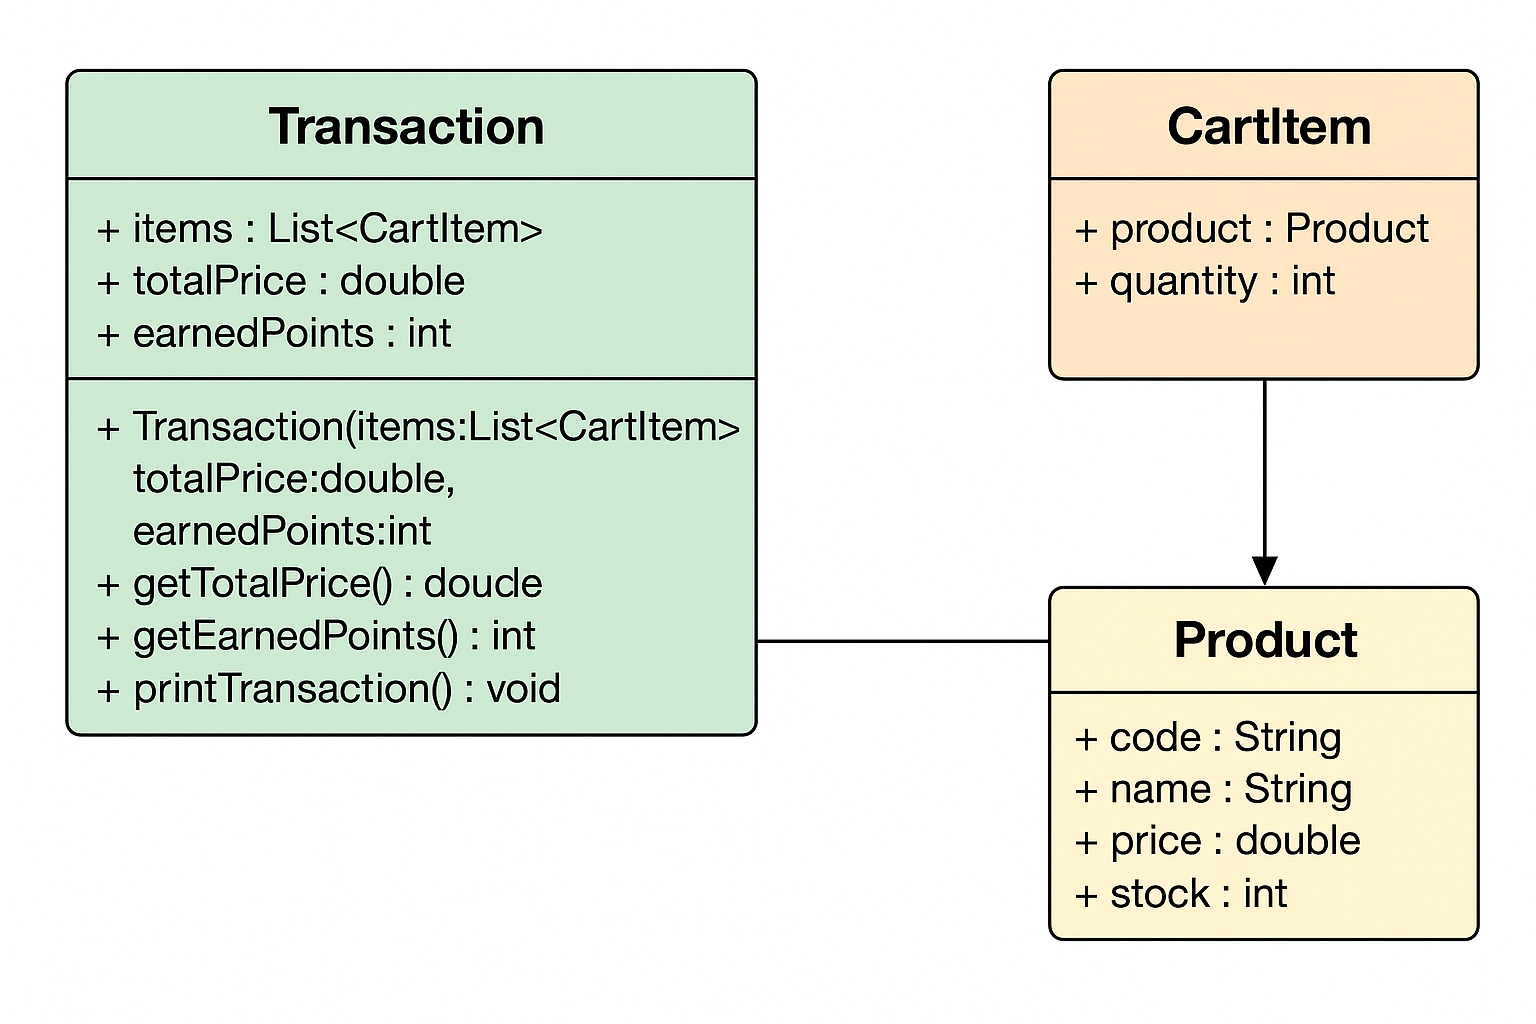 Transaction
+ items : List<CartItem>
+ totalPrice : double
+ earnedPoints : int
+ Transaction(items:List<CartItem>
totalPrice:double,
earnedPoints:int
+ getTotalPrice() : doucle
+ getEarnedPoints() : int
+ printTransaction() : void
CartItem
+ product : Product
+ quantity : int
Product
+ code : String
+ name : String
+ price : double
+ stock : int